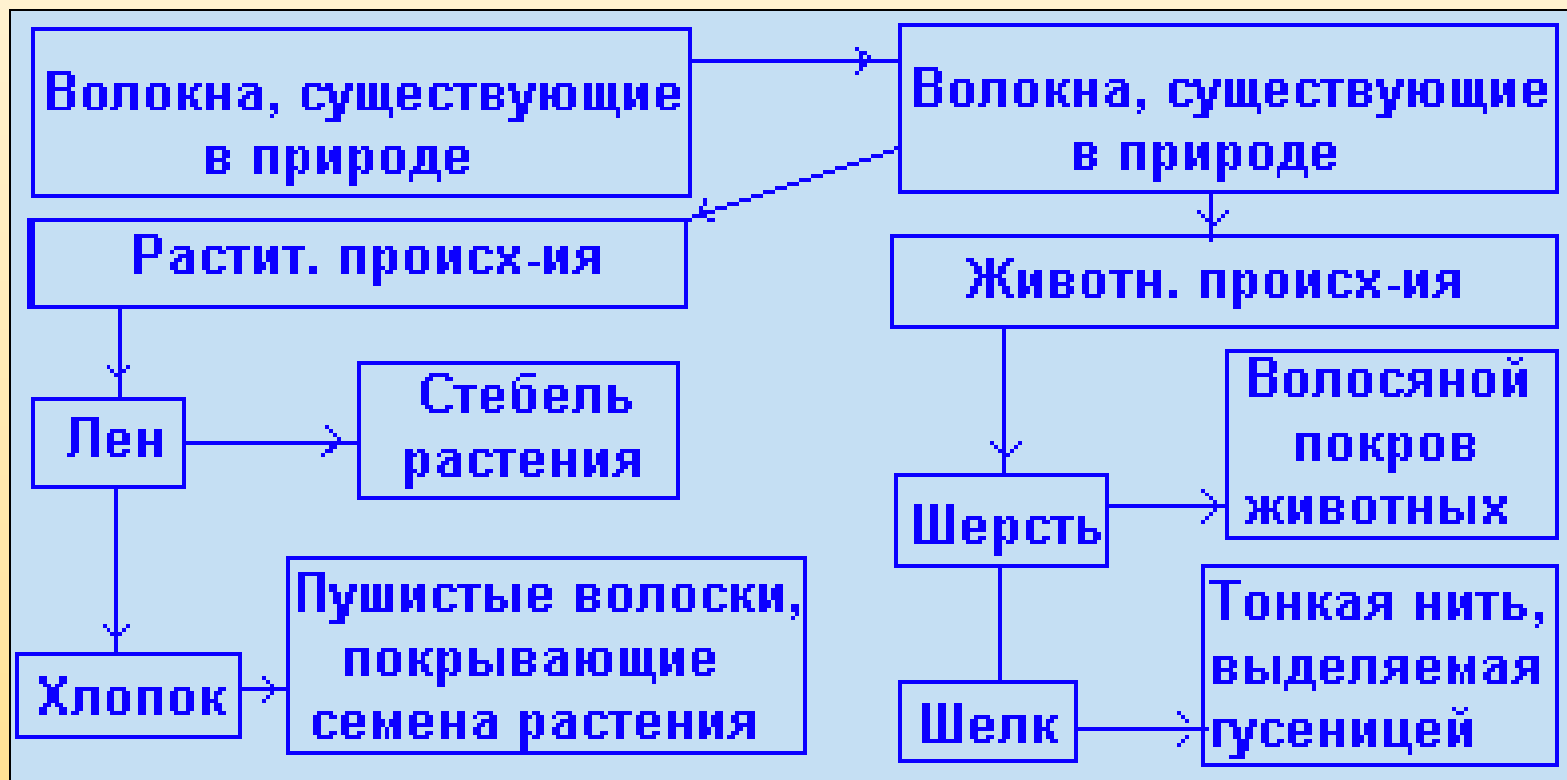 Волокна, существующие
в природе
Волокна, существующие
в природе
Растит. происх-ия
Животн. происх-ия
Лен
Стебель
растения
Хлопок
Пушистые волоски,
покрывающие
семена растения
Шерсть
Волосяной
покров
животных
Шелк
Тонкая нить,
выделяемая
гусеницей